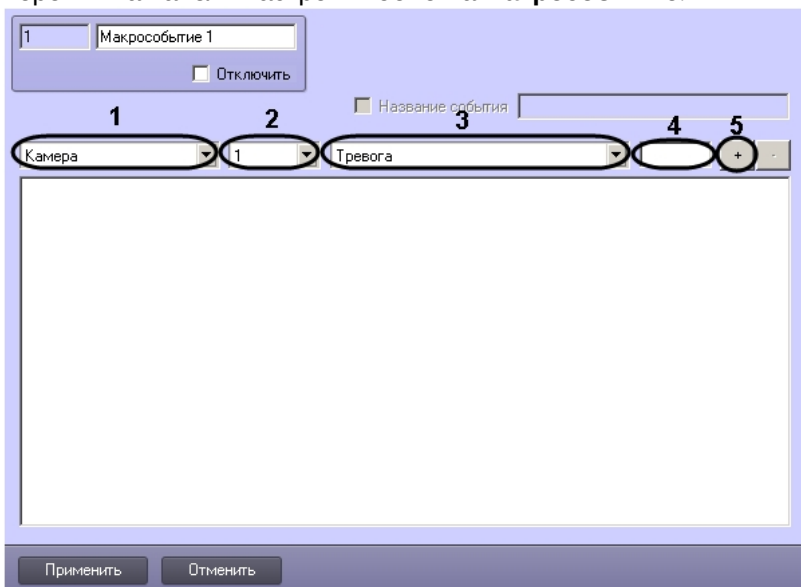 1 Макрособытие 1
Отключить
Название события
1 2 3 4 5
Камера 1 Тревога + -
Применить Отменить